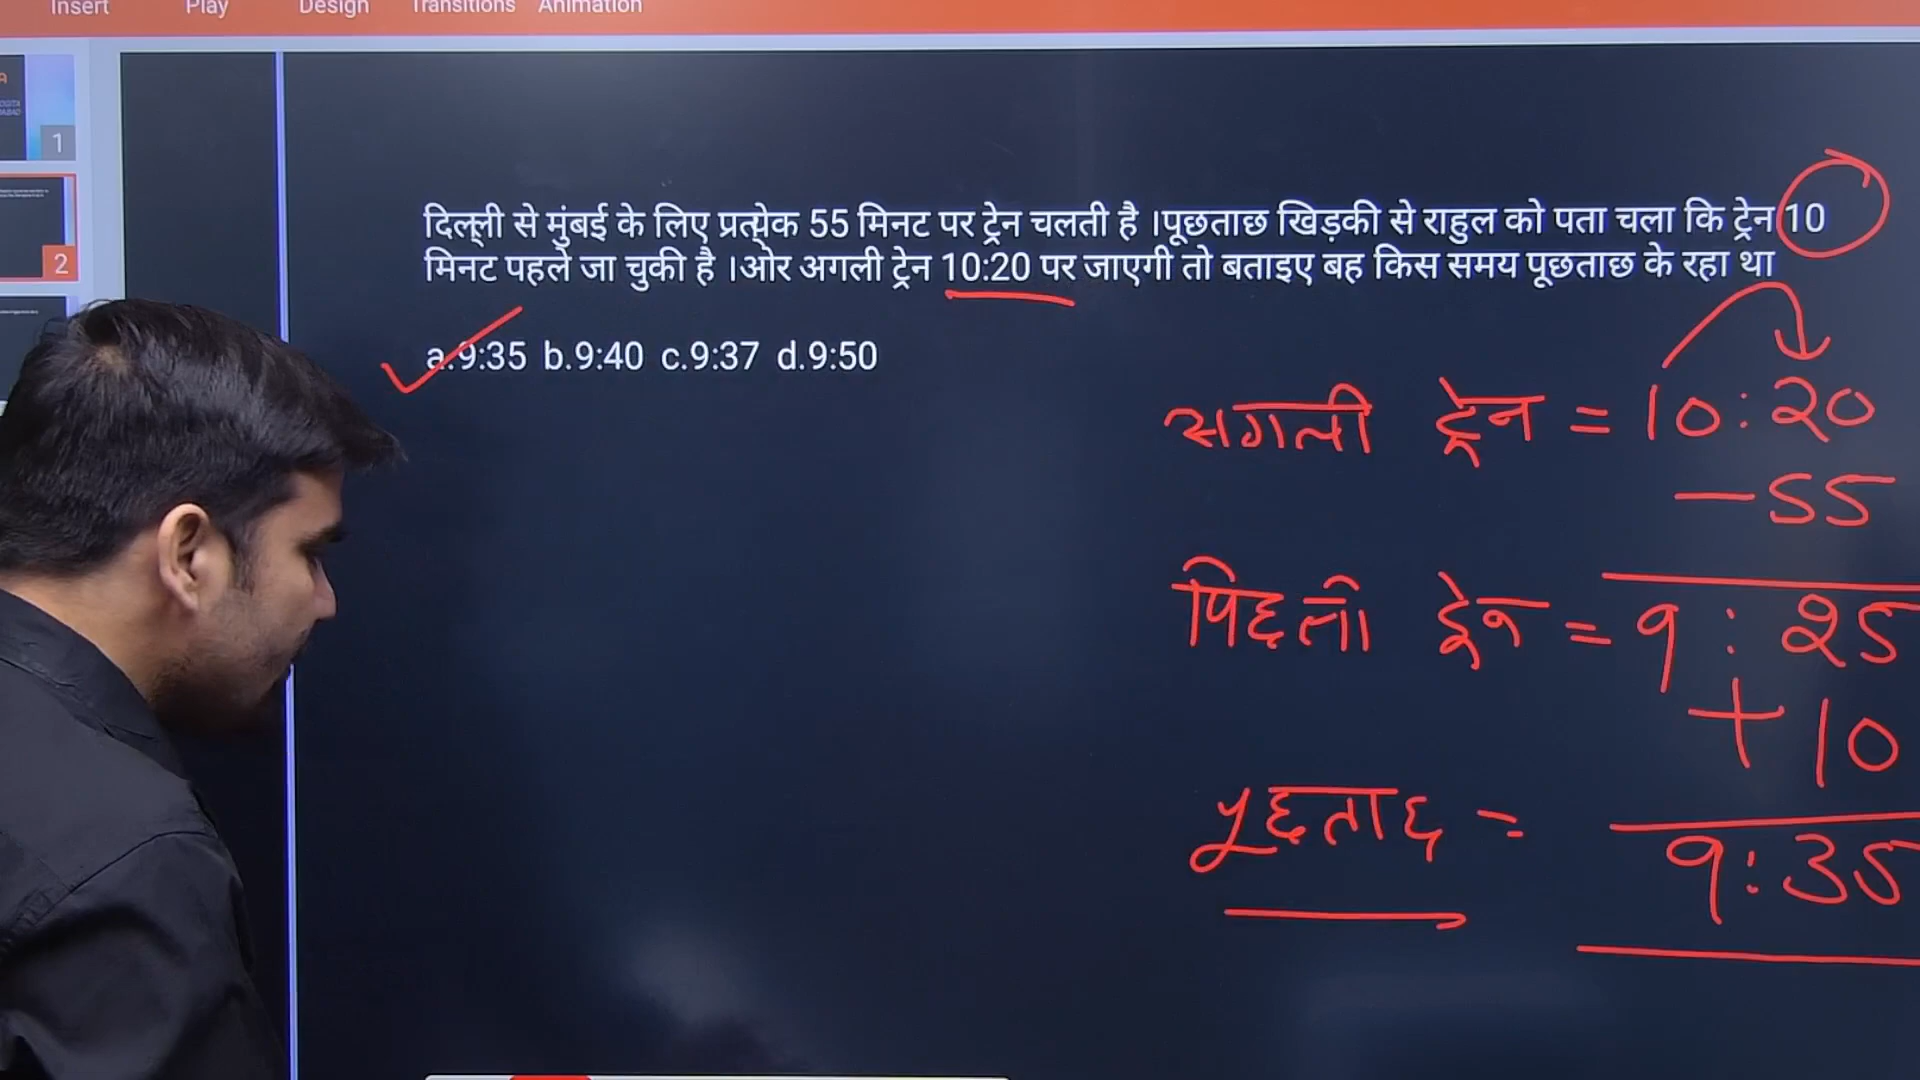 Insert Play Design Transitions Animation
1
2
दिल्ली से मुंबई के लिए प्रत्येक 55 मिनट पर ट्रेन चलती है ।पूछताछ खिड़की से राहुल को पता चला कि ट्रेन 10
मिनट पहले जा चुकी है ।ओर अगली ट्रेन 10:20 पर जाएगी तो बताइए बह किस समय पूछताछ के रहा था
a.9:35 b.9:40 c.9:37 d.9:50
अगली ट्रेन = 10:20
-55
पिछली ट्रेन = 9:25
+10
पूछताछ = 9:35